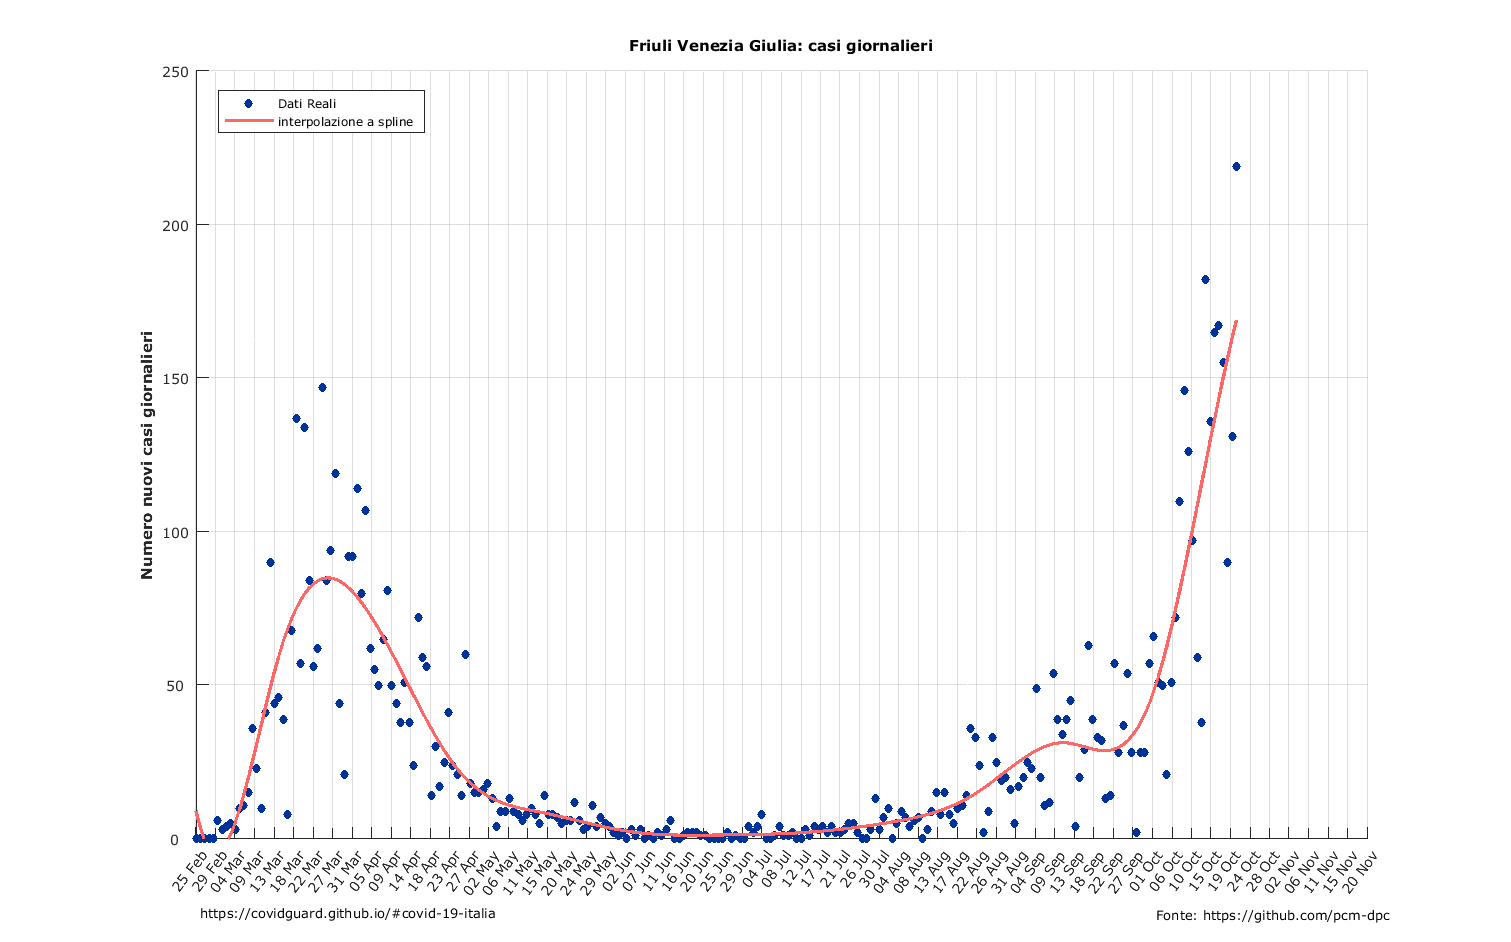 Friuli Venezia Giulia: casi giornalieri
Dati Reali
interpolazione a spline
Numero nuovi casi giornalieri
250
200
150
100
50
0
25 Feb
29 Feb
04 Mar
09 Mar
13 Mar
18 Mar
22 Mar
27 Mar
31 Mar
05 Apr
09 Apr
14 Apr
18 Apr
23 Apr
27 Apr
02 May
06 May
11 May
15 May
20 May
24 May
29 May
02 Jun
07 Jun
11 Jun
16 Jun
20 Jun
25 Jun
29 Jun
04 Jul
08 Jul
12 Jul
17 Jul
21 Jul
26 Jul
30 Jul
04 Aug
08 Aug
13 Aug
17 Aug
22 Aug
26 Aug
31 Aug
04 Sep
09 Sep
13 Sep
18 Sep
22 Sep
27 Sep
01 Oct
06 Oct
10 Oct
15 Oct
19 Oct
24 Oct
28 Oct
02 Nov
06 Nov
11 Nov
15 Nov
20 Nov
https://covidguard.github.io/#covid-19-italia
Fonte: https://github.com/pcm-dpc